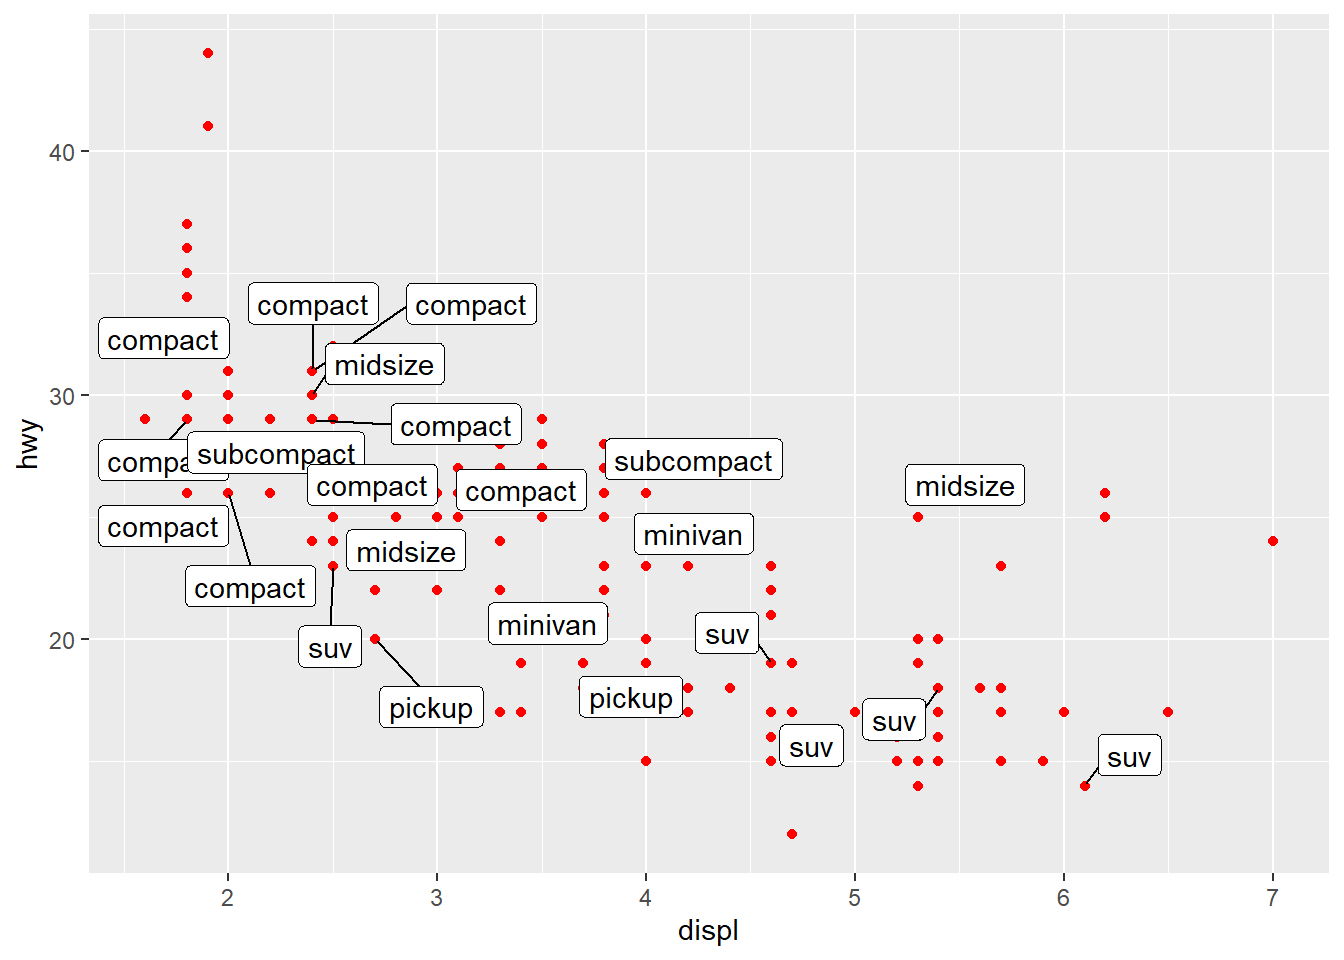 40
compact
compact
compact
midsize
30
hwy
compact
subcompact
compa
subcompact
compact
compact
midsize
compact
minivan
midsize
compact
minivan
suv
20
suv
pickup
pickup
suv
suv
suv
2
3
4
5
6
7
displ